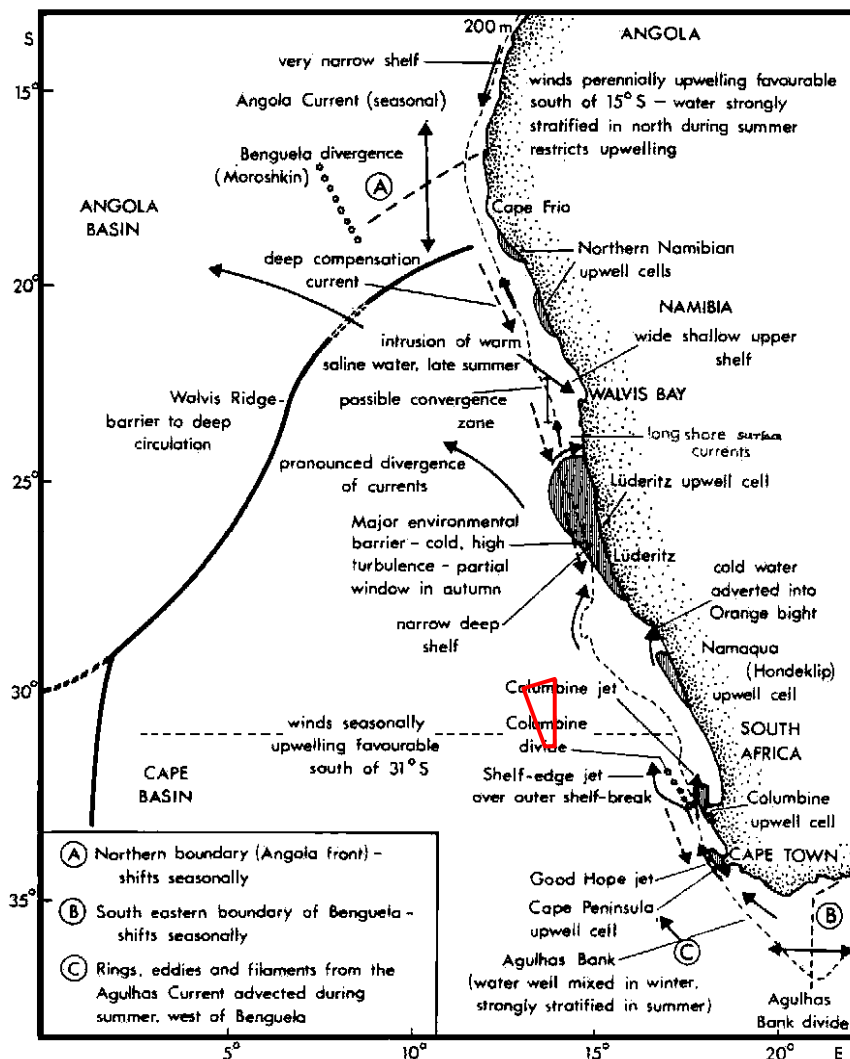 200 m
ANGOLA
S
very narrow shelf
winds perennially upwelling favourable
south of 15° S – water strongly
stratified in north during summer
restricts upwelling
15°
Angola Current (seasonal)
Benguela divergence
(Moroshkin)
A
ANGOLA
BASIN
Cape Frio
deep compensation
current
Northern Namibian
upwell cells
20°
NAMIBIA
intrusion of warm
saline water, late summer
wide shallow upper
shelf
Walvis Ridge-
barrier to deep
circulation
possible convergence
zone
WALVIS BAY
long shore surface
currents
pronounced divergence
of currents
25°
Lüderitz upwell cell
Major environmental
barrier – cold, high
turbulence – partial
window in autumn
Lüderitz
cold water
adverted into
Orange bight
narrow deep
shelf
Namaqua
(Hondeklip)
upwell cell
30°
Columbine jet
winds seasonally
upwelling favourable
south of 31° S
Columbine
divide
SOUTH
AFRICA
CAPE
BASIN
Shelf-edge jet
over outer shelf-break
Columbine
upwell cell
A Northern boundary (Angola front) –
shifts seasonally
CAPE TOWN
Good Hope jet
35°
B South eastern boundary of Benguela –
shifts seasonally
Cape Peninsula
upwell cell
B
C
C Rings, eddies and filaments from the
Agulhas Current advected during
summer, west of Benguela
Agulhas Bank
(water well mixed in winter,
strongly stratified in summer)
Agulhas
Bank divide
5°
10°
15°
20°
E